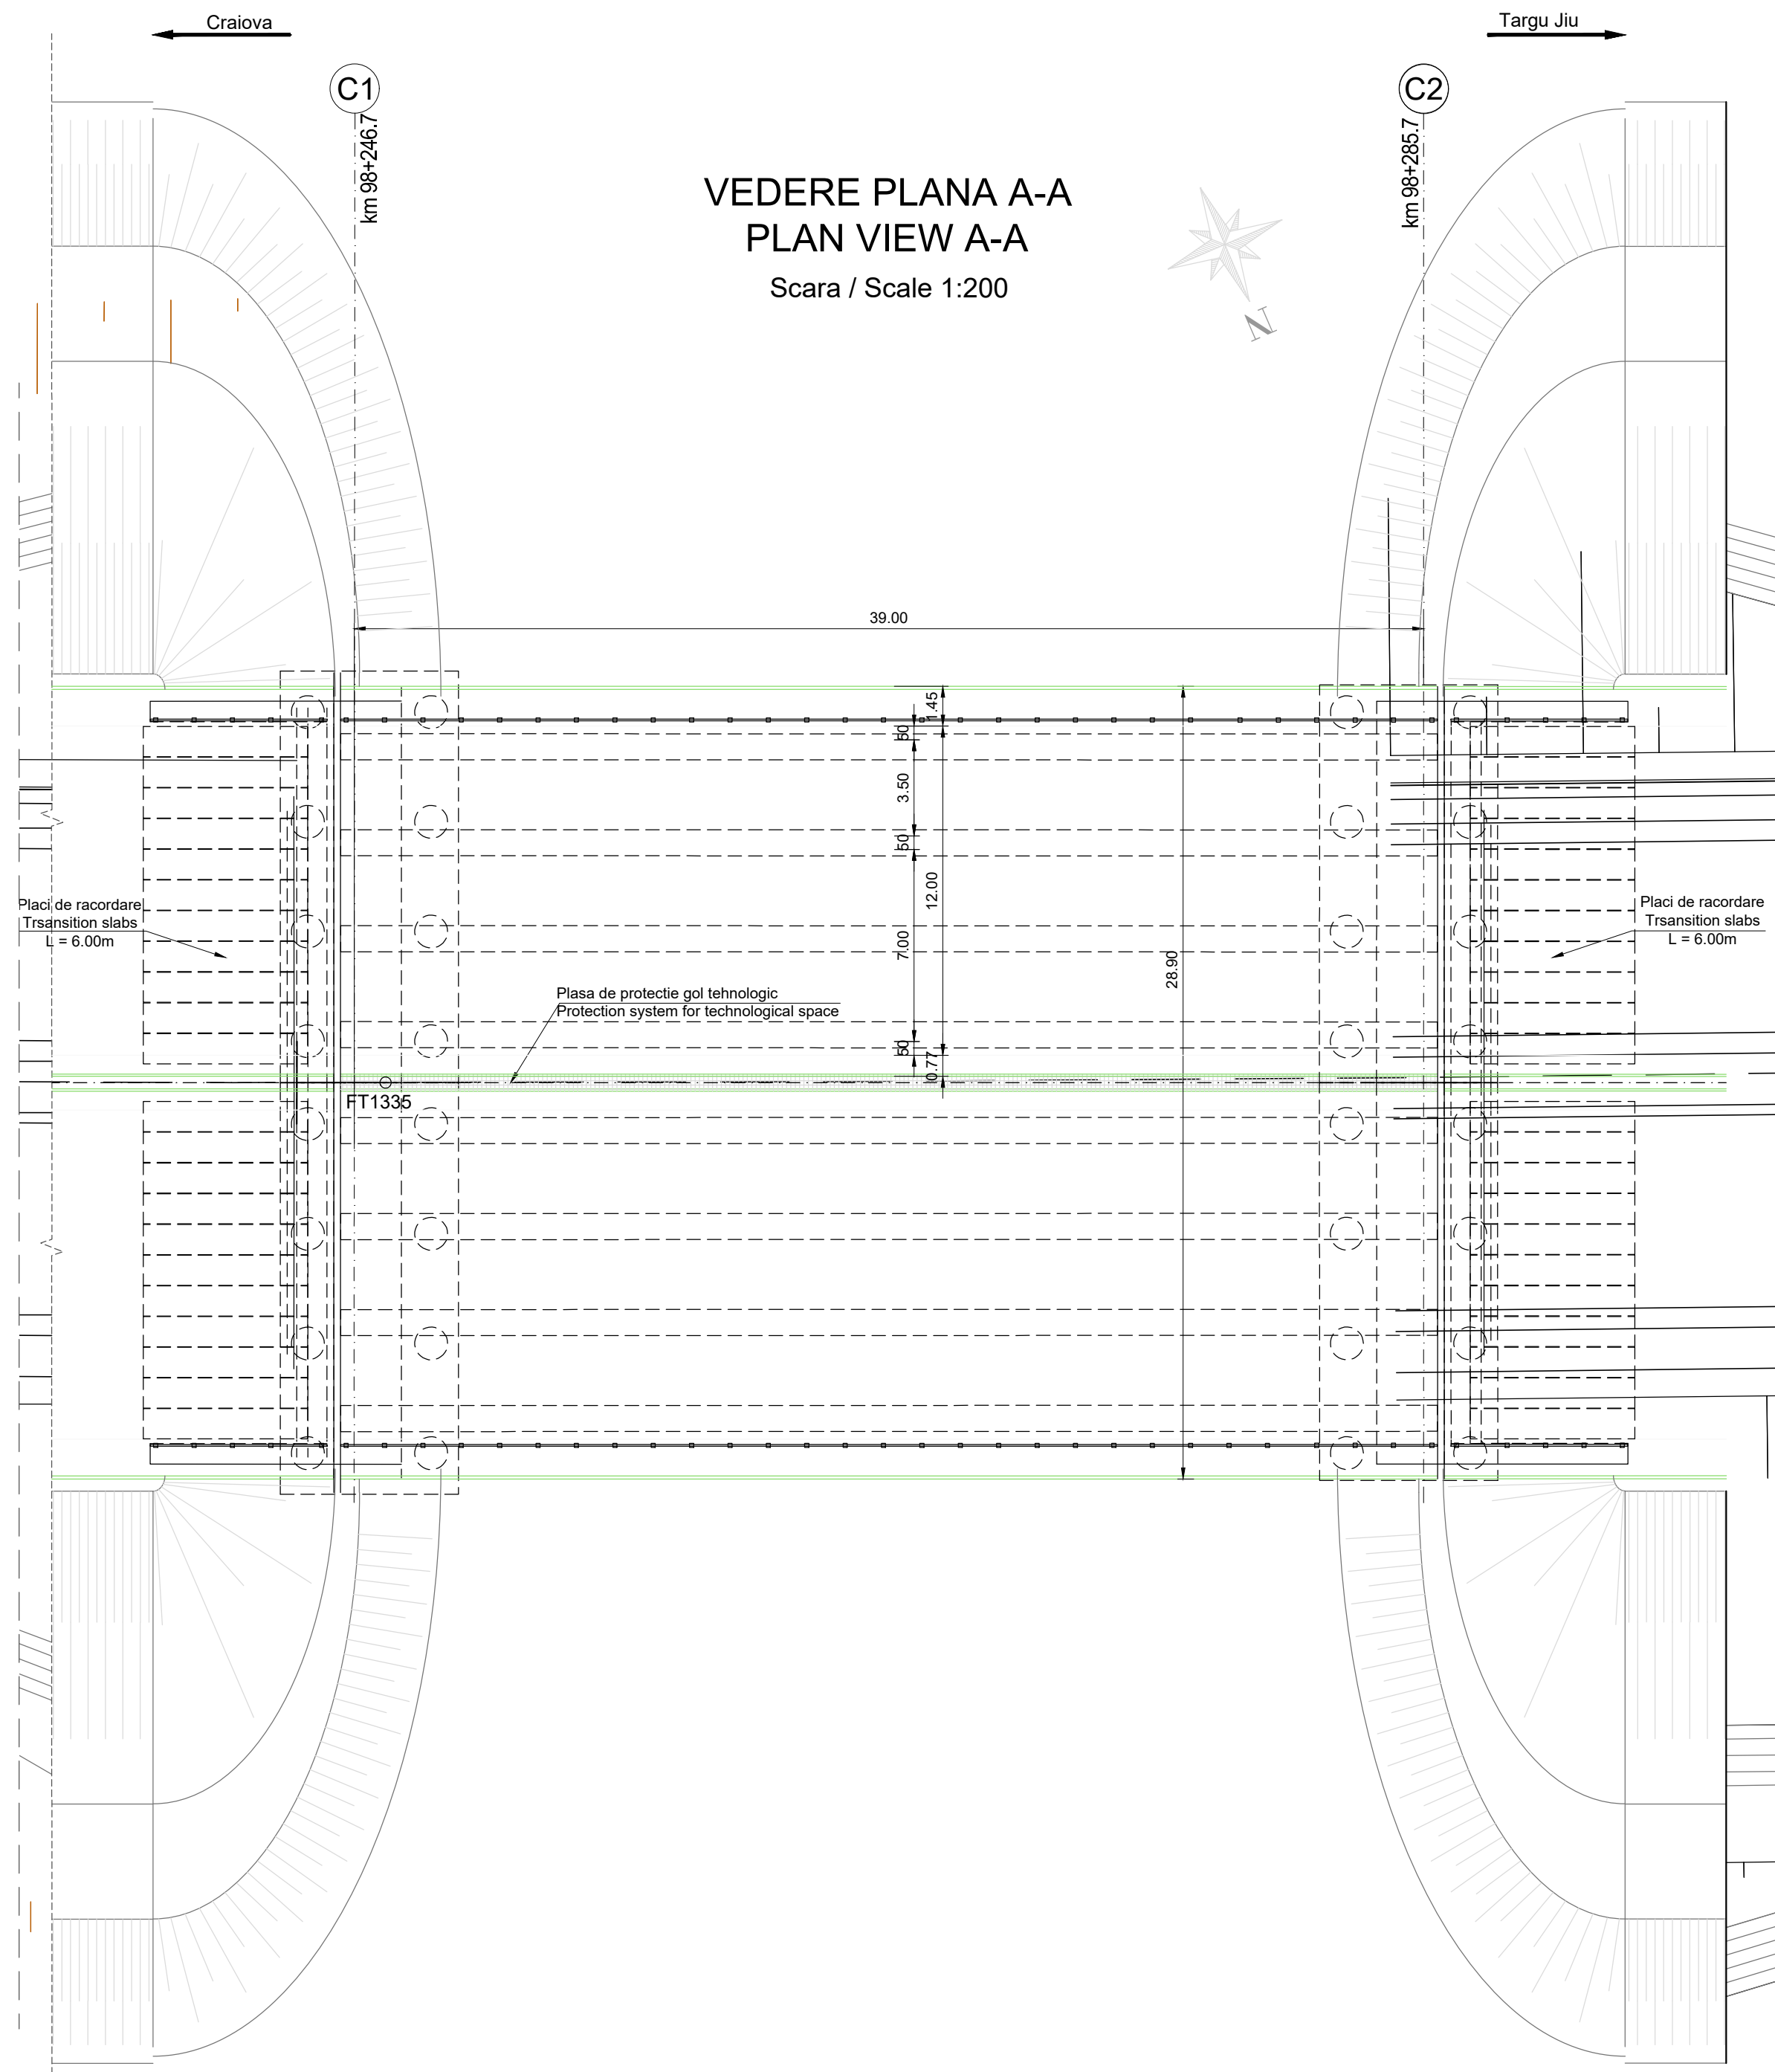 Craiova
Targu Jiu
C1
C2
km 98+246.7
km 98+285.7
VEDERE PLANA A-A
PLAN VIEW A-A
Scara / Scale 1:200
N
39.00
1.45
50
3.50
50
12.00
7.00
28.90
50
0.77
Placi de racordare
Trsansition slabs
L = 6.00m
Placi de racordare
Trsansition slabs
L = 6.00m
Plasa de protectie gol tehnologic
Protection system for technological space
FT1335